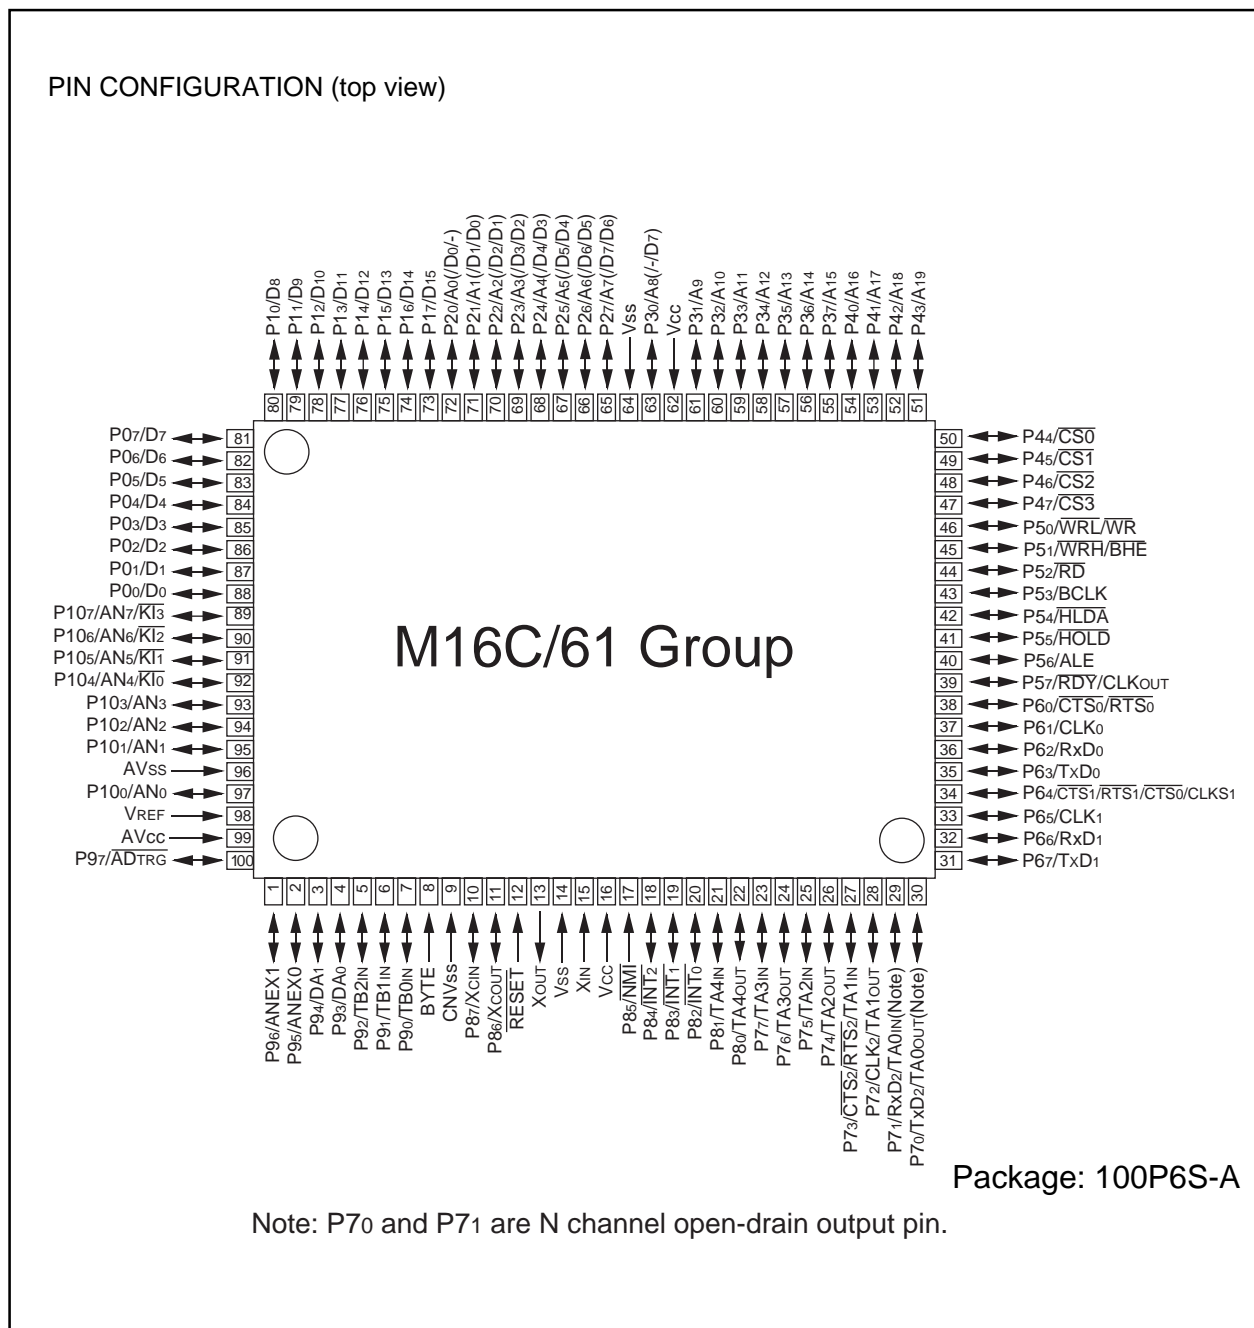 PIN CONFIGURATION (top view)
P10/D8
P11/D9
P12/D10
P13/D11
P14/D12
P15/D13
P16/D14
P17/D15
P20/A0(/D0/-)
P21/A1(/D1/D0)
P22/A2(/D2/D1)
P23/A3(/D3/D2)
P24/A4(/D4/D3)
P25/A5(/D5/D4)
P26/A6(/D6/D5)
P27/A7(/D7/D6)
Vss
P30/A8(/-/D7)
Vcc
P31/A9
P32/A10
P33/A11
P34/A12
P35/A13
P36/A14
P37/A15
P40/A16
P41/A17
P42/A18
P43/A19
80 79 78 77 76 75 74 73 72 71 70 69 68 67 66 65 64 63 62 61 60 59 58 57 56 55 54 53 52 51
P07/D7 81
P06/D6 82
P05/D5 83
P04/D4 84
P03/D3 85
P02/D2 86
P01/D1 87
P00/D0 88
P107/AN7/KI3 89
P106/AN6/KI2 90
P105/AN5/KI1 91
P104/AN4/KI0 92
P103/AN3 93
P102/AN2 94
P101/AN1 95
AVSS 96
P100/AN0 97
VREF 98
AVcc 99
P97/ADTRG 100
M16C/61 Group
50 P44/CS0
49 P45/CS1
48 P46/CS2
47 P47/CS3
46 P50/WRL/WR
45 P51/WRH/BHE
44 P52/RD
43 P53/BCLK
42 P54/HLDA
41 P55/HOLD
40 P56/ALE
39 P57/RDY/CLKOUT
38 P60/CTS0/RTS0
37 P61/CLK0
36 P62/RxD0
35 P63/TxD0
34 P64/CTS1/RTS1/CTS0/CLKS1
33 P65/CLK1
32 P66/RxD1
31 P67/TxD1
1 2 3 4 5 6 7 8 9 10 11 12 13 14 15 16 17 18 19 20 21 22 23 24 25 26 27 28 29 30
P96/ANEX1
P95/ANEX0
P94/DA1
P93/DA0
P92/TB2IN
P91/TB1IN
P90/TB0IN
BYTE
CNVss
P87/XCIN
P86/XCOUT
RESET
XOUT
VSS
XIN
VCC
P85/NMI
P84/INT2
P83/INT1
P82/INT0
P81/TA4IN
P80/TA4OUT
P77/TA3IN
P76/TA3OUT
P75/TA2IN
P74/TA2OUT
P73/CTS2/RTS2/TA1IN
P72/CLK2/TA1OUT
P71/RxD2/TA0IN(Note)
P70/TxD2/TA0OUT(Note)
Package: 100P6S-A
Note: P70 and P71 are N channel open-drain output pin.